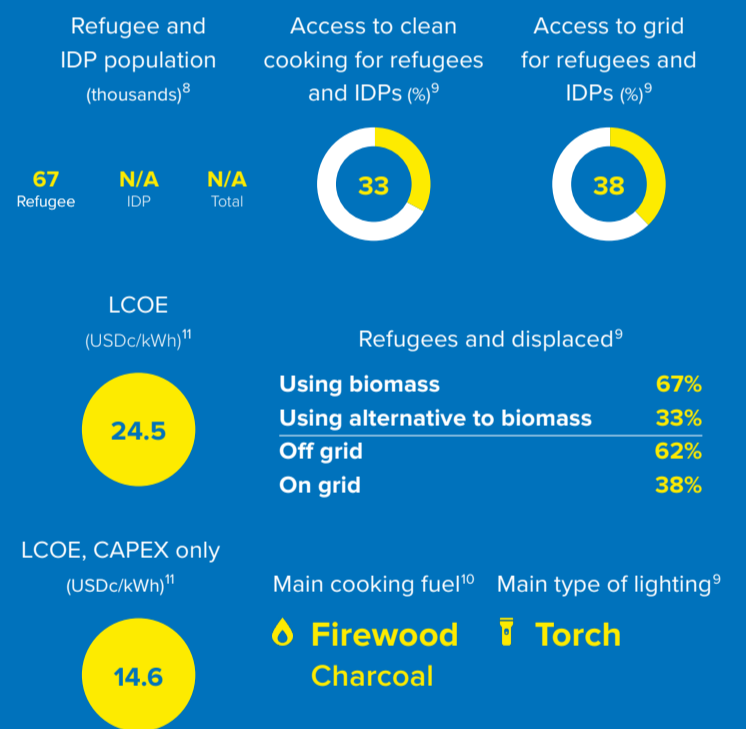 Refugee and
IDP population
(thousands)⁸
67
Refugee
N/A
IDP
N/A
Total
Access to clean
cooking for refugees
and IDPs (%)⁹
33
Access to grid
for refugees and
IDPs (%)⁹
38
LCOE
(USDc/kWh)¹¹
24.5
Refugees and displaced⁹
Using biomass 67%
Using alternative to biomass 33%
Off grid 62%
On grid 38%
LCOE, CAPEX only
(USDc/kWh)¹¹
14.6
Main cooking fuel¹⁰
Firewood
Charcoal
Main type of lighting⁹
Torch